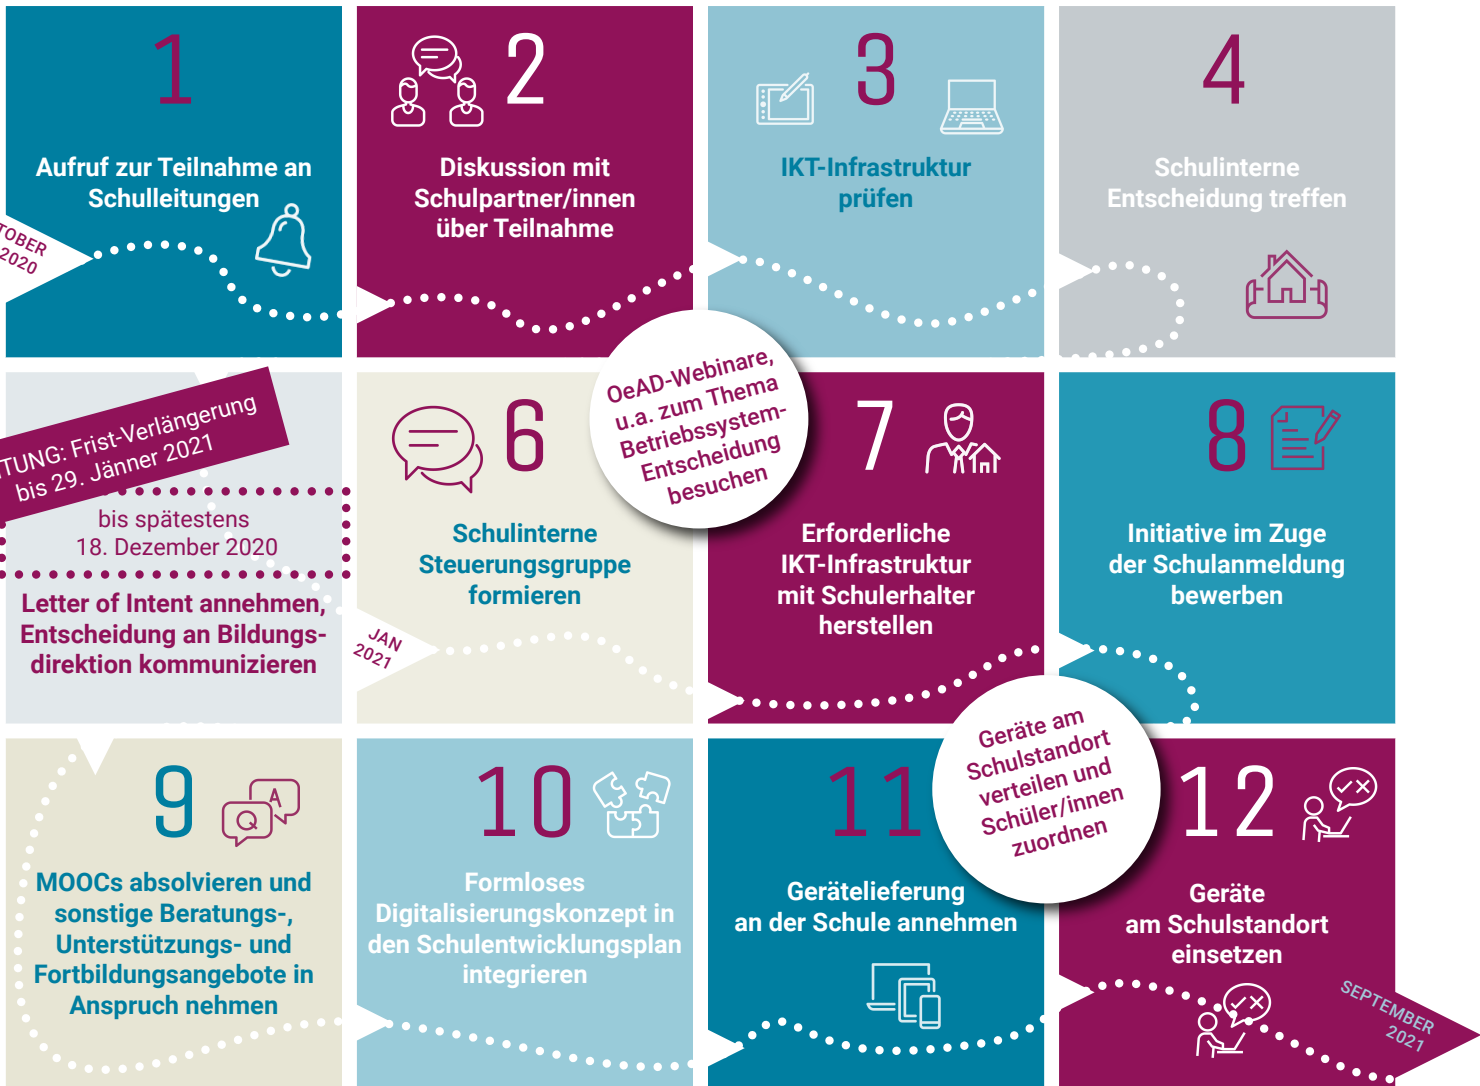 1
Aufruf zur Teilnahme an
Schulleitungen
2020
2
Diskussion mit
Schulpartner/innen
über Teilnahme
3
IKT-Infrastruktur
prüfen
4
Schulinterne
Entscheidung treffen
Frist-Verlängerung
bis 29. Jänner 2021
bis spätestens
18. Dezember 2020
Letter of Intent annehmen,
Entscheidung an Bildungs-
direktion kommunizieren
JAN
2021
6
Schulinterne
Steuerungsgruppe
formieren
OeAD-Webinare,
u.a. zum Thema
Betriebssystem-
Entscheidung
besuchen
7
Erforderliche
IKT-Infrastruktur
mit Schulerhalter
herstellen
8
Initiative im Zuge
der Schulanmeldung
bewerben
9
Q
A
MOOCs absolvieren und
sonstige Beratungs-,
Unterstützungs- und
Fortbildungsangebote in
Anspruch nehmen
10
Formloses
Digitalisierungskonzept in
den Schulentwicklungsplan
integrieren
11
Gerätelieferung
an der Schule annehmen
Geräte am
Schulstandort
verteilen und
Schüler/innen
zuordnen
12
Geräte
am Schulstandort
einsetzen
SEPTEMBER
2021